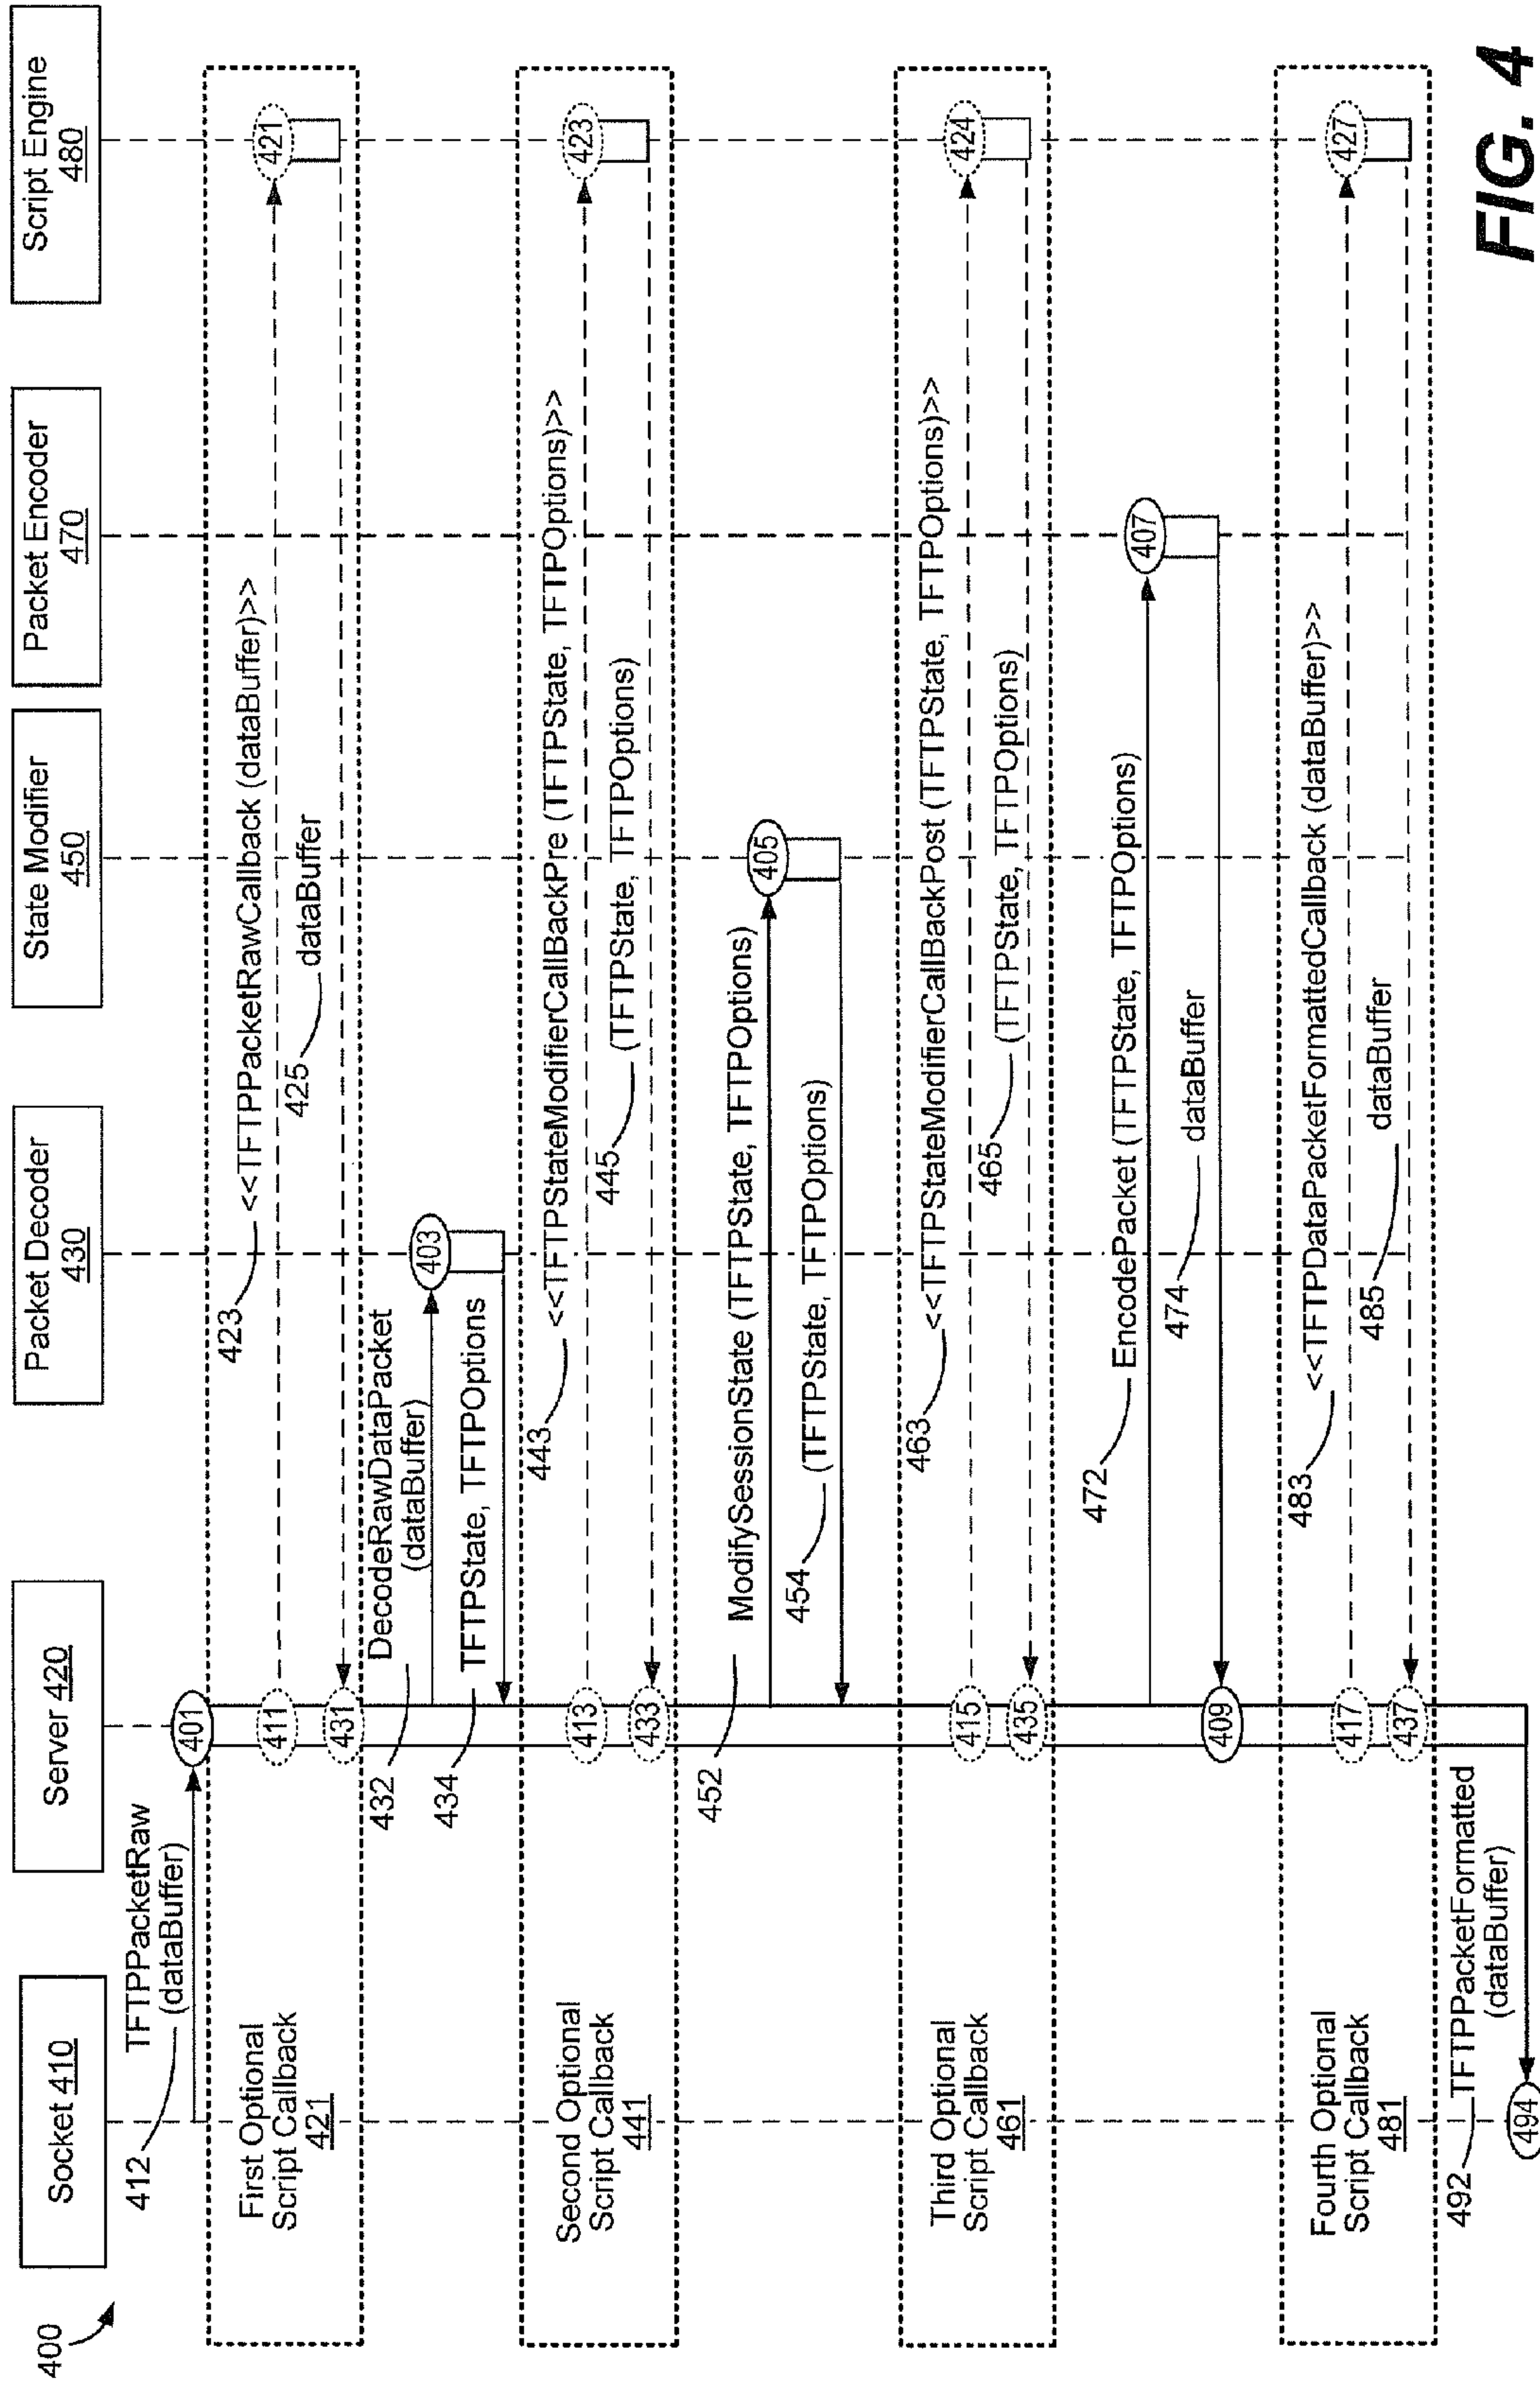 400
Socket 410
Server 420
Packet Decoder
430
State Modifier
450
Packet Encoder
470
Script Engine
480
412
TFTPPacketRaw
(dataBuffer)
401
First Optional
Script Callback
421
411
423
<<TFTPPacketRawCallback (dataBuffer)>>
421
431
425
dataBuffer
432
DecodeRawDataPacket
(dataBuffer)
403
434
TFTPState, TFTPOptions
Second Optional
Script Callback
441
413
443
<<TFTPStateModifierCallBackPre (TFTPState, TFTPOptions)>>
423
433
445
(TFTPState, TFTPOptions)
452
ModifySessionState (TFTPState, TFTPOptions)
405
454
(TFTPState, TFTPOptions)
Third Optional
Script Callback
461
415
463
<<TFTPStateModifierCallBackPost (TFTPState, TFTPOptions)>>
424
435
465
(TFTPState, TFTPOptions)
472
EncodePacket (TFTPState, TFTPOptions)
407
409
474
dataBuffer
Fourth Optional
Script Callback
481
417
483
<<TFTPDataPacketFormattedCallback (dataBuffer)>>
427
437
485
dataBuffer
492
TFTPPacketFormatted
(dataBuffer)
494
FIG. 4